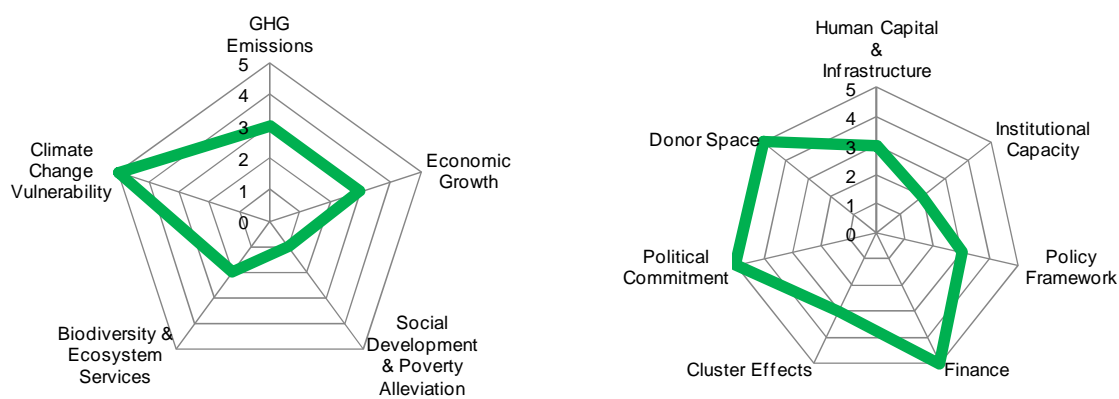 GHG
Emissions
5
4
3
2
1
0
Economic
Growth
Social
Development
& Poverty
Alleviation
Biodiversity &
Ecosystem
Services
Climate
Change
Vulnerability
Human Capital
&
Infrastructure
5
4
3
2
1
0
Institutional
Capacity
Policy
Framework
Finance
Cluster Effects
Political
Commitment
Donor Space